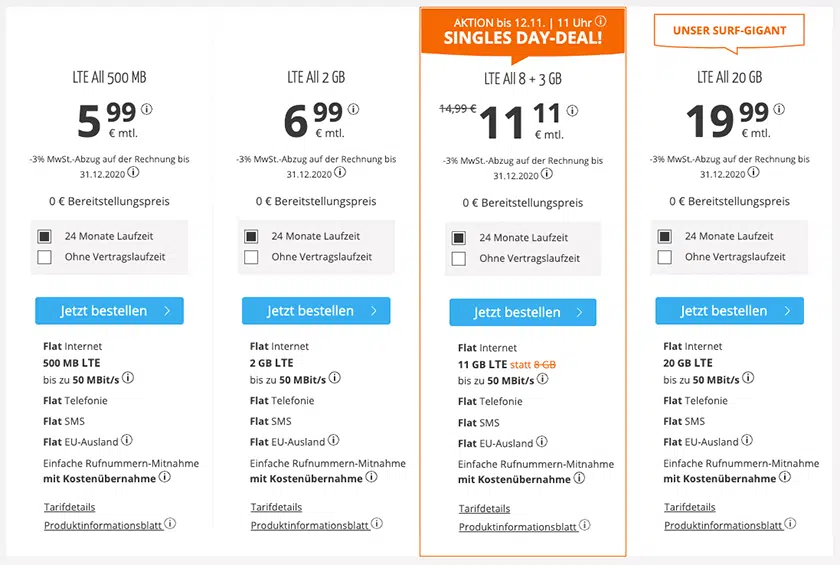 LTE All 500 MB
5 99
€ mtl.
-3% MwSt.-Abzug auf der Rechnung bis
31.12.2020
0 € Bereitstellungspreis
24 Monate Laufzeit
Ohne Vertragslaufzeit
Jetzt bestellen
Flat Internet
500 MB LTE
bis zu 50 MBit/s
Flat Telefonie
Flat SMS
Flat EU-Ausland
Einfache Rufnummern-Mitnahme
mit Kostenübernahme
Tarifdetails
Produktinformationsblatt
LTE All 2 GB
6 99
€ mtl.
-3% MwSt.-Abzug auf der Rechnung bis
31.12.2020
0 € Bereitstellungspreis
24 Monate Laufzeit
Ohne Vertragslaufzeit
Jetzt bestellen
Flat Internet
2 GB LTE
bis zu 50 MBit/s
Flat Telefonie
Flat SMS
Flat EU-Ausland
Einfache Rufnummern-Mitnahme
mit Kostenübernahme
Tarifdetails
Produktinformationsblatt
AKTION bis 12.11. | 11 Uhr
SINGLES DAY-DEAL!
LTE All 8 + 3 GB
14,99 € 11 11
€ mtl.
-3% MwSt.-Abzug auf der Rechnung bis
31.12.2020
0 € Bereitstellungspreis
24 Monate Laufzeit
Ohne Vertragslaufzeit
Jetzt bestellen
Flat Internet
11 GB LTE statt 8 GB
bis zu 50 MBit/s
Flat Telefonie
Flat SMS
Flat EU-Ausland
Einfache Rufnummern-Mitnahme
mit Kostenübernahme
Tarifdetails
Produktinformationsblatt
UNSER SURF-GIGANT
LTE All 20 GB
19 99
€ mtl.
-3% MwSt.-Abzug auf der Rechnung bis
31.12.2020
0 € Bereitstellungspreis
24 Monate Laufzeit
Ohne Vertragslaufzeit
Jetzt bestellen
Flat Internet
20 GB LTE
bis zu 50 MBit/s
Flat Telefonie
Flat SMS
Flat EU-Ausland
Einfache Rufnummern-Mitnahme
mit Kostenübernahme
Tarifdetails
Produktinformationsblatt